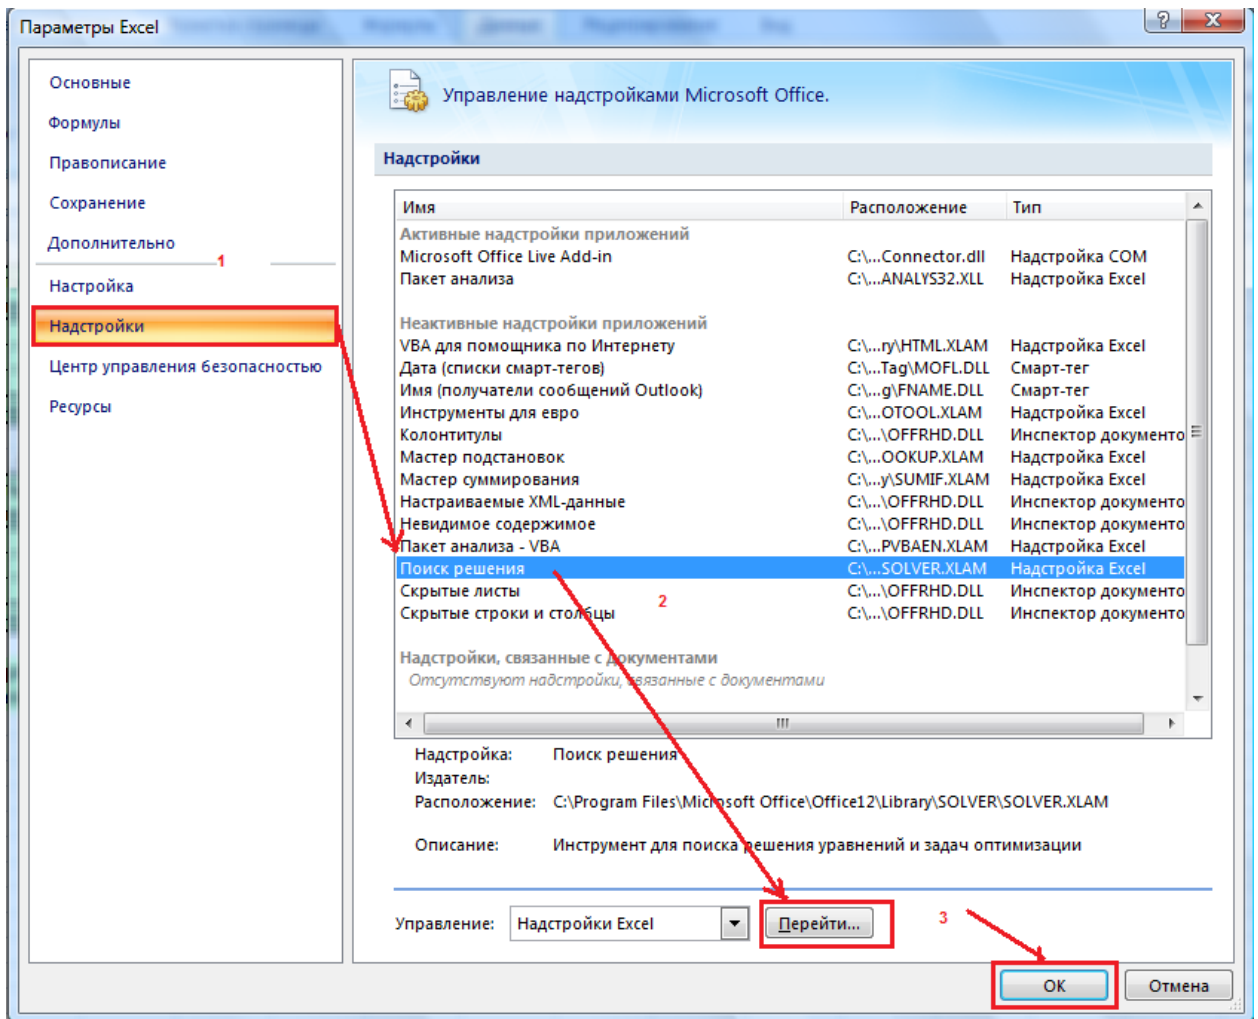 Параметры Excel
Основные
Формулы
Правописание
Сохранение
Дополнительно
1
Настройка
Надстройки
Центр управления безопасностью
Ресурсы
Управление надстройками Microsoft Office.
Надстройки
Имя Расположение Тип
Активные надстройки приложений
Microsoft Office Live Add-in C:\...Connector.dll Надстройка COM
Пакет анализа C:\...ANALYS32.XLL Надстройка Excel
Неактивные надстройки приложений
VBA для помощника по Интернету C:\...ry\HTML.XLAM Надстройка Excel
Дата (списки смарт-тегов) C:\...Tag\MOFL.DLL Смарт-тег
Имя (получатели сообщений Outlook) C:\...g\FNAME.DLL Смарт-тег
Инструменты для евро C:\...OTOOL.XLAM Надстройка Excel
Колонтитулы C:\...\OFFRHD.DLL Инспектор документо
Мастер подстановок C:\...OOKUP.XLAM Надстройка Excel
Мастер суммирования C:\...y\SUMIF.XLAM Надстройка Excel
Настраиваемые XML-данные C:\...\OFFRHD.DLL Инспектор документо
Невидимое содержимое C:\...\OFFRHD.DLL Инспектор документо
Пакет анализа - VBA C:\...PVBAEN.XLAM Надстройка Excel
Поиск решения C:\...SOLVER.XLAM Надстройка Excel
Скрытые листы C:\...\OFFRHD.DLL Инспектор документо
Скрытые строки и столбцы C:\...\OFFRHD.DLL Инспектор документо
2
Надстройки, связанные с документами
Отсутствуют надстройки, связанные с документами
Надстройка: Поиск решения
Издатель:
Расположение: C:\Program Files\Microsoft Office\Office12\Library\SOLVER\SOLVER.XLAM
Описание: Инструмент для поиска решения уравнений и задач оптимизации
Управление: Надстройки Excel Перейти...
3
ОК Отмена